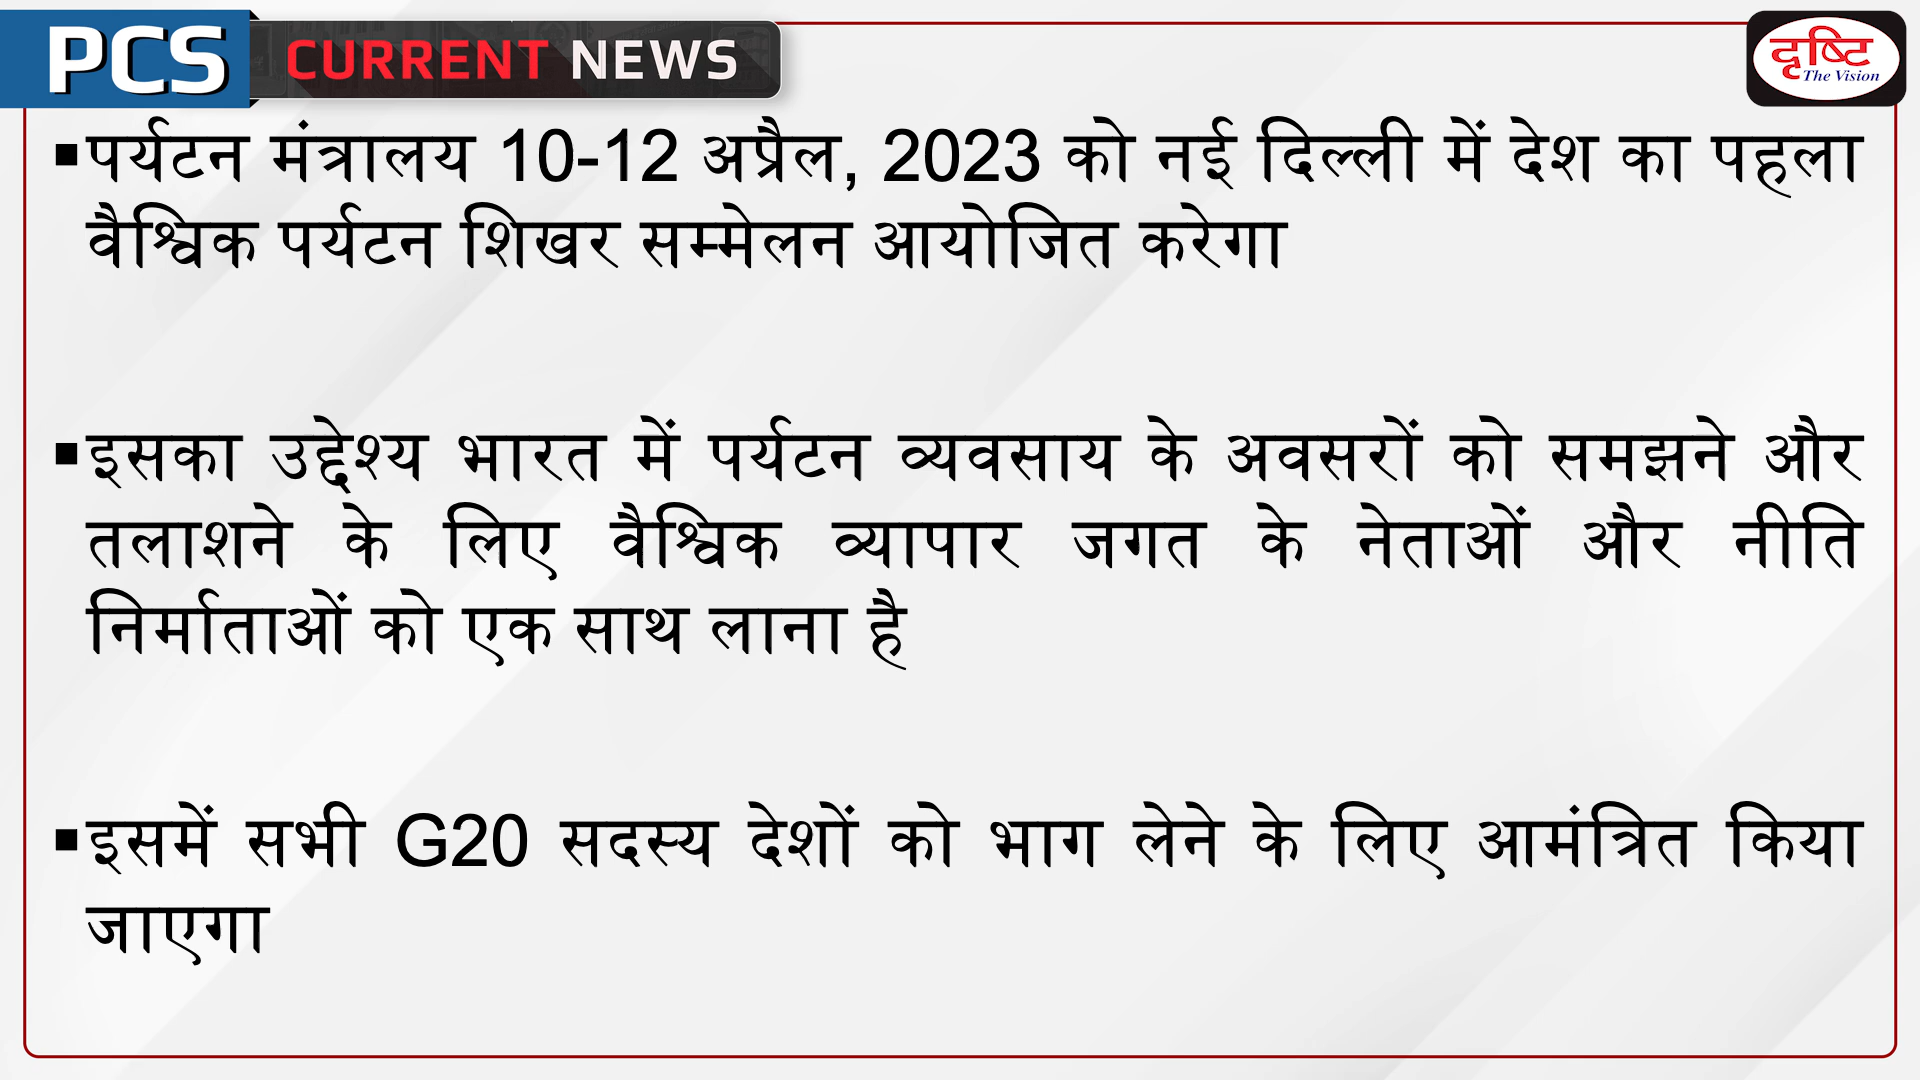 PCS CURRENT NEWS
दृष्टि
The Vision
▪पर्यटन मंत्रालय 10-12 अप्रैल, 2023 को नई दिल्ली में देश का पहला
वैश्विक पर्यटन शिखर सम्मेलन आयोजित करेगा
▪इसका उद्देश्य भारत में पर्यटन व्यवसाय के अवसरों को समझने और
तलाशने के लिए वैश्विक व्यापार जगत के नेताओं और नीति
निर्माताओं को एक साथ लाना है
▪इसमें सभी G20 सदस्य देशों को भाग लेने के लिए आमंत्रित किया
जाएगा